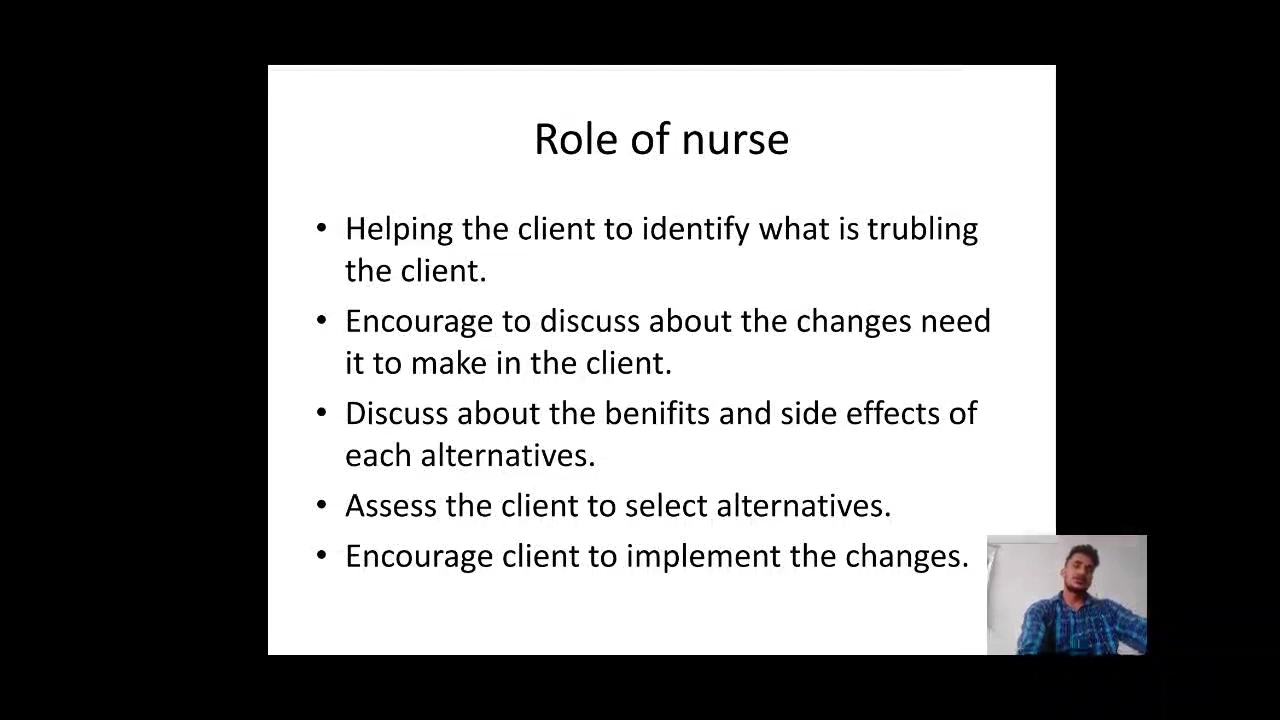 Role of nurse
• Helping the client to identify what is trubling
the client.
• Encourage to discuss about the changes need
it to make in the client.
• Discuss about the benifits and side effects of
each alternatives.
• Assess the client to select alternatives.
• Encourage client to implement the changes.